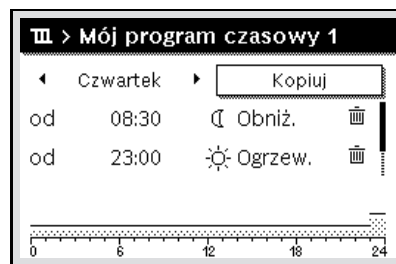 > Mój program czasowy 1
Czwartek Kopiuj
od 08:30 Obniż.
od 23:00 Ogrzew.
0 6 12 18 24